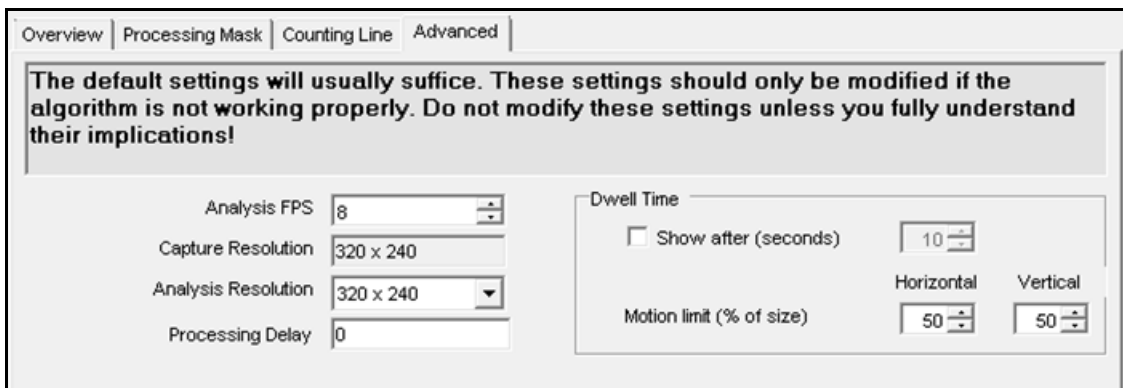 Overview Processing Mask Counting Line Advanced
The default settings will usually suffice. These settings should only be modified if the
algorithm is not working properly. Do not modify these settings unless you fully understand
their implications!
Analysis FPS 8
Capture Resolution 320 x 240
Analysis Resolution 320 x 240
Processing Delay 0
Dwell Time
Show after (seconds) 10
Horizontal Vertical
Motion limit (% of size) 50 50